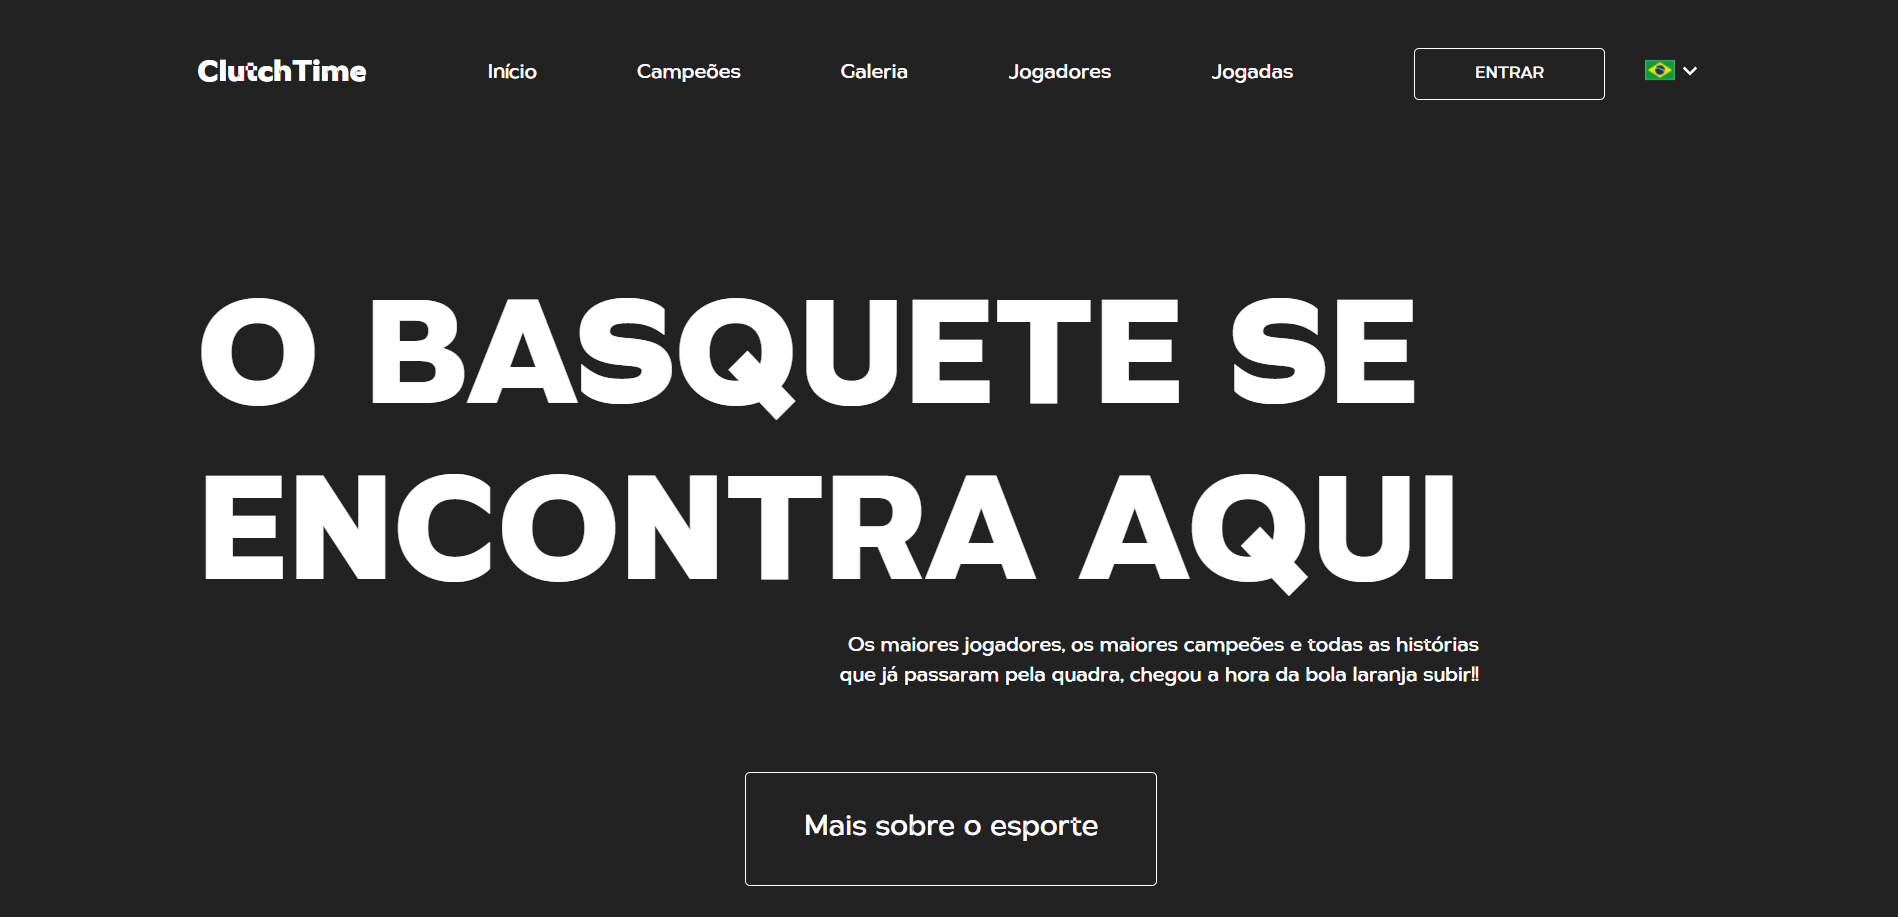 ClutchTime Início Campeões Galeria Jogadores Jogadas ENTRAR
O BASQUETE SE
ENCONTRA AQUI
Os maiores jogadores, os maiores campeões e todas as histórias
que já passaram pela quadra, chegou a hora da bola laranja subir!!
Mais sobre o esporte